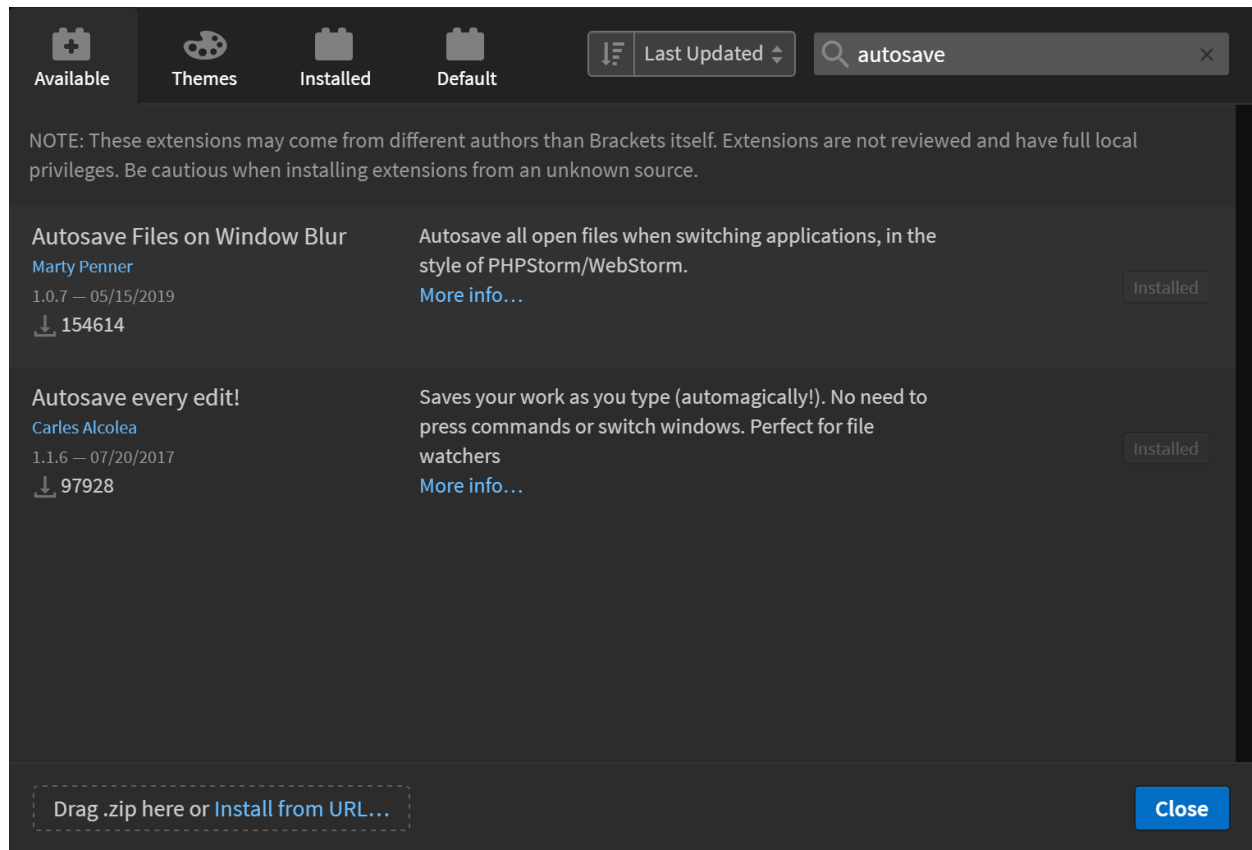 Available
Themes
Installed
Default
Last Updated
autosave
NOTE: These extensions may come from different authors than Brackets itself. Extensions are not reviewed and have full local
privileges. Be cautious when installing extensions from an unknown source.
Autosave Files on Window Blur
Marty Penner
1.0.7 — 05/15/2019
154614
Autosave all open files when switching applications, in the
style of PHPStorm/WebStorm.
More info…
Installed
Autosave every edit!
Carles Alcolea
1.1.6 — 07/20/2017
97928
Saves your work as you type (automagically!). No need to
press commands or switch windows. Perfect for file
watchers
More info…
Installed
Drag .zip here or Install from URL…
Close